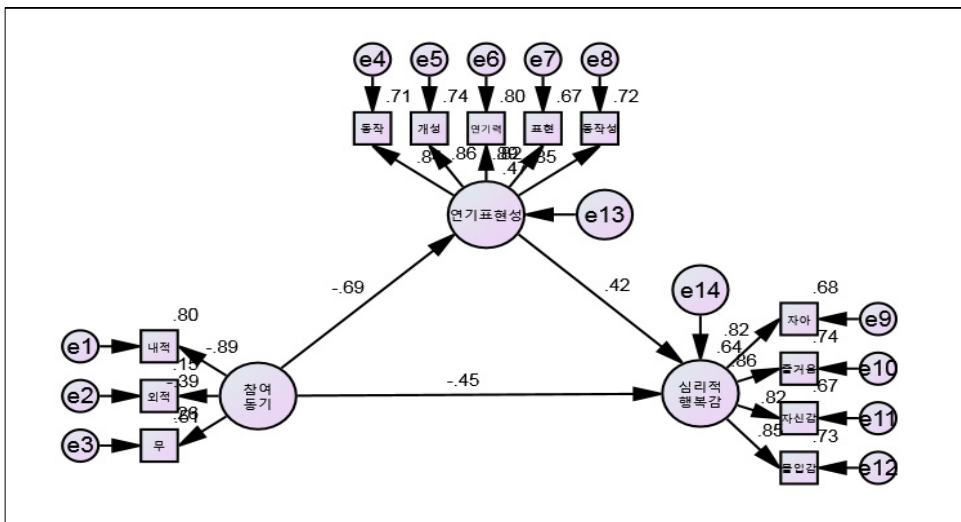 e4 e5 e6 e7 e8
.71 .74 .80 .67 .72
동작 개성 연기력 표현 동작성
.86 .85
.47
연기표현성 e13
-.69 .42
e14
.68
.80 .82 자아 e9
e1 내적 -.89 .64 .74
.15 .86 즐거움 e10
e2 외적 -.39 참여 -.45 심리적 .67
동기 행복감 .82 자신감 e11
e3 무 .85 .73
몰입감 e12